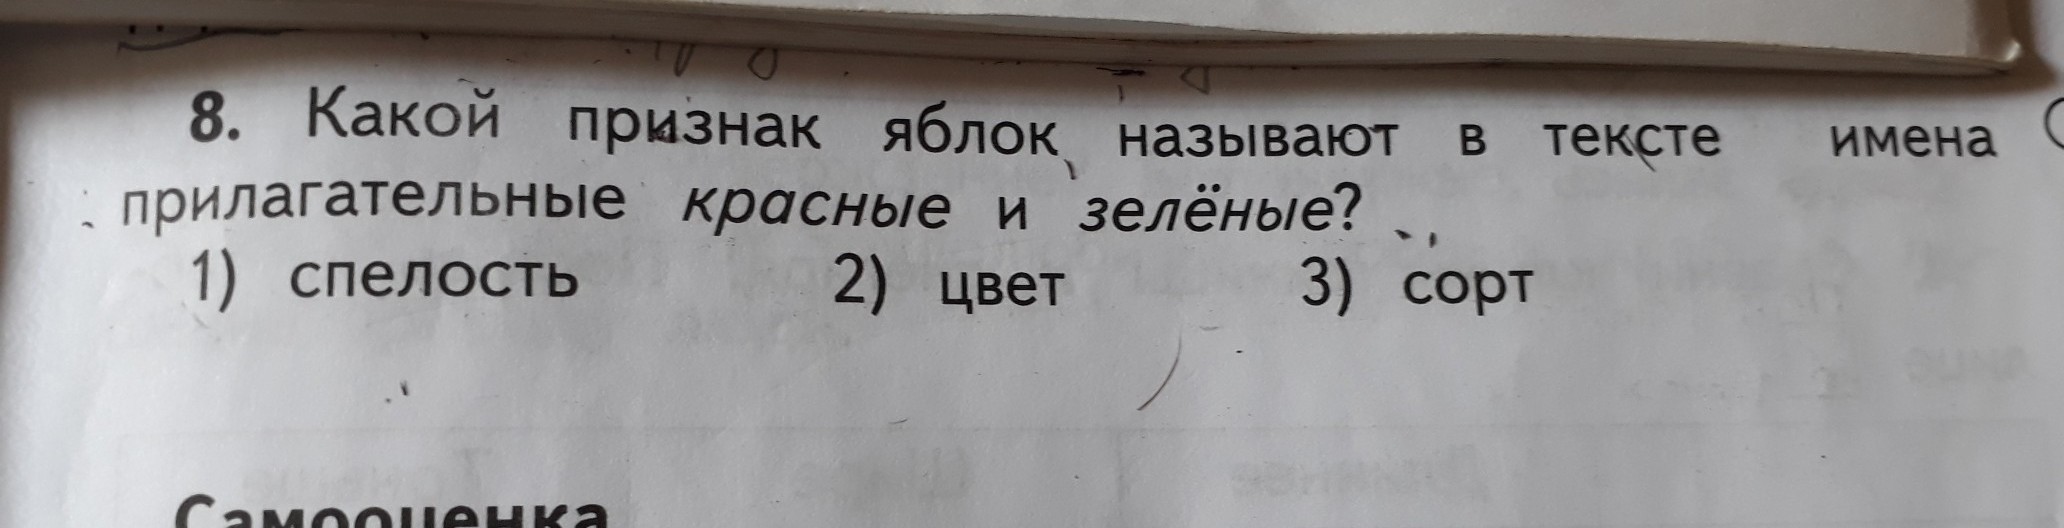 8. Какой признак яблок называют в тексте имена
прилагательные красные и зелёные?
1) спелость 2) цвет 3) сорт
Самооценка